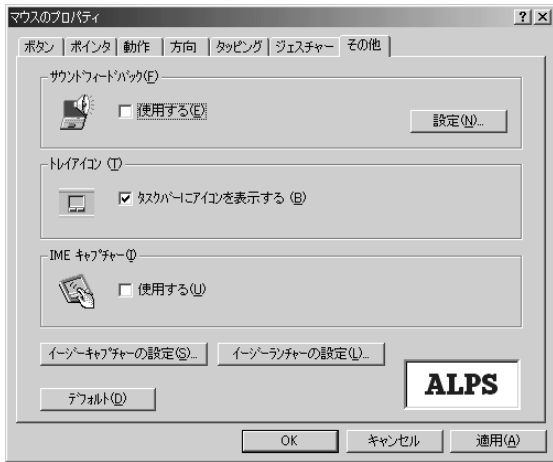 マウスのプロパティ
ボタン ポインタ 動作 方向 タッピング ジェスチャー その他
サウンドフィードバック(F)
使用する(E)
設定(N)...
トレイアイコン (T)
タスクバーにアイコンを表示する (B)
IME キャプチャー(I)
使用する(U)
イージーキャプチャーの設定(S)...
イージーランチャーの設定(L)...
デフォルト(D)
ALPS
OK
キャンセル
適用(A)